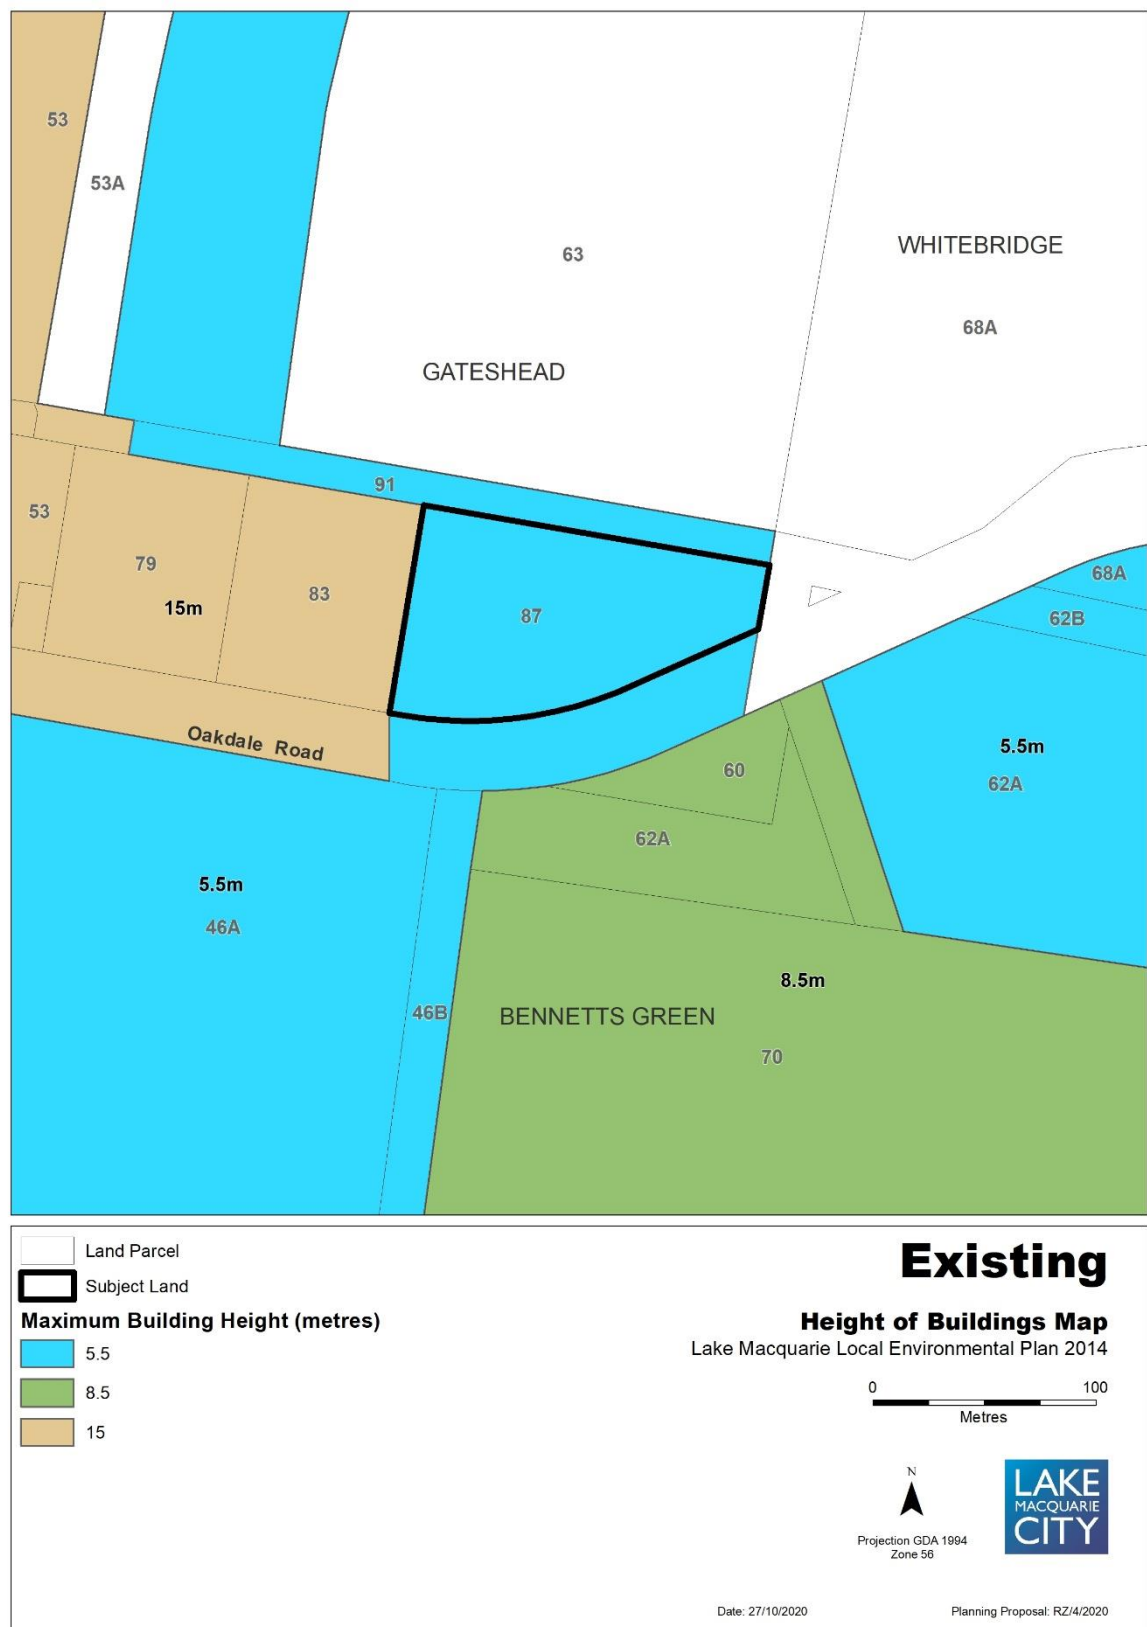 53
53A
63
WHITEBRIDGE
68A
GATESHEAD
91
53
79
15m
83
87
68A
62B
Oakdale Road
60
5.5m
62A
62A
5.5m
46A
8.5m
46B
BENNETTS GREEN
70
Land Parcel
Subject Land
Maximum Building Height (metres)
5.5
8.5
15
Existing
Height of Buildings Map
Lake Macquarie Local Environmental Plan 2014
0 100
Metres
N
Projection GDA 1994
Zone 56
LAKE
MACQUARIE
CITY
Date: 27/10/2020
Planning Proposal: RZ/4/2020